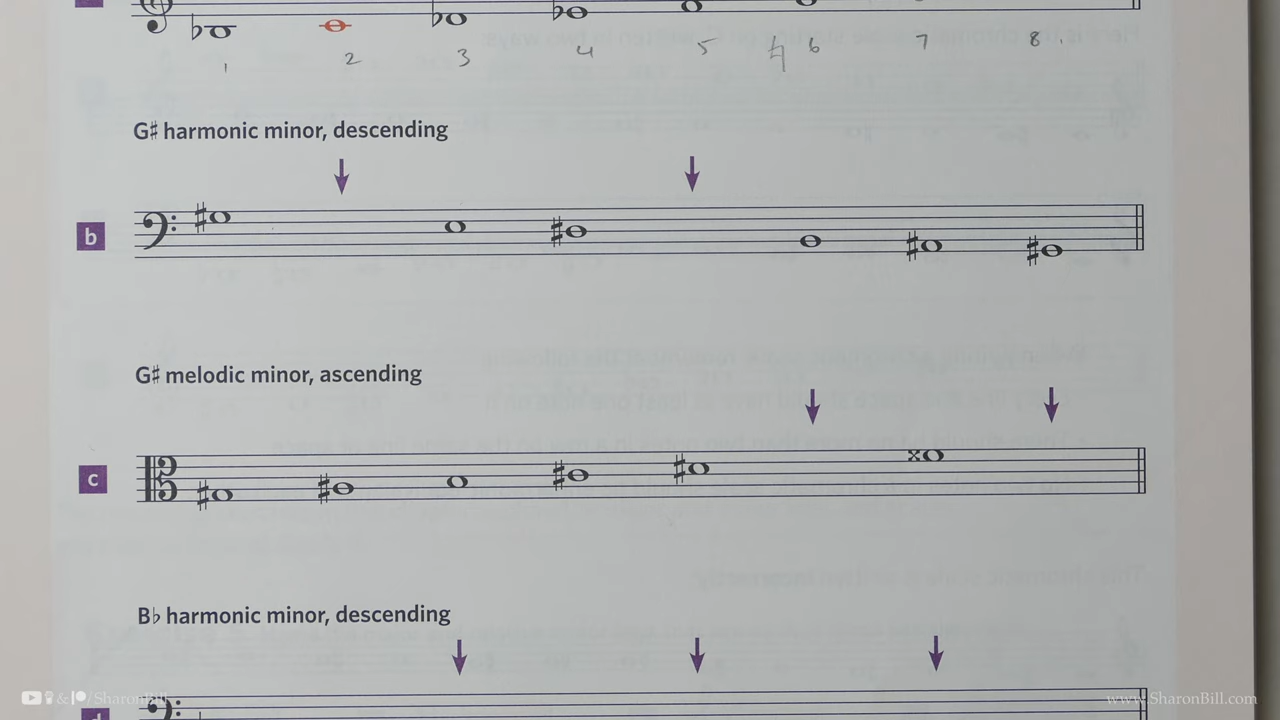 1 2 3 4 5 6 7 8
G♯ harmonic minor, descending
b
G♯ melodic minor, ascending
c
B♭ harmonic minor, descending
d
&/SharonBill
www.SharonBill.com